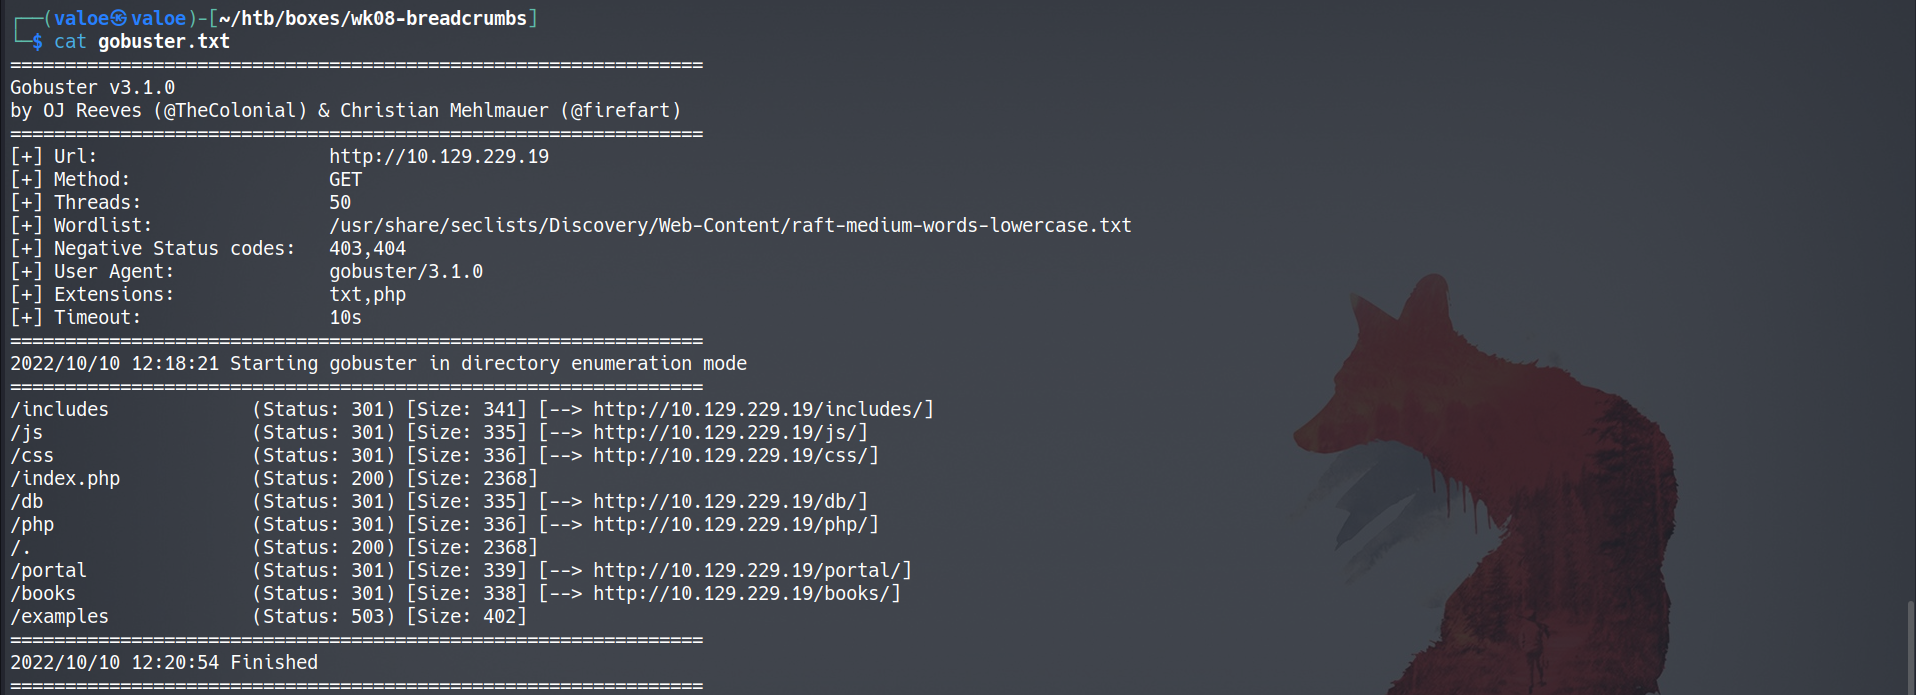 ┌──(valoe㉿valoe)-[~/htb/boxes/wk08-breadcrumbs]
└─$ cat gobuster.txt
===============================================================
Gobuster v3.1.0
by OJ Reeves (@TheColonial) & Christian Mehlmauer (@firefart)
===============================================================
[+] Url:                     http://10.129.229.19
[+] Method:                  GET
[+] Threads:                 50
[+] Wordlist:                /usr/share/seclists/Discovery/Web-Content/raft-medium-words-lowercase.txt
[+] Negative Status codes:   403,404
[+] User Agent:              gobuster/3.1.0
[+] Extensions:              txt,php
[+] Timeout:                 10s
===============================================================
2022/10/10 12:18:21 Starting gobuster in directory enumeration mode
===============================================================
/includes             (Status: 301) [Size: 341] [--> http://10.129.229.19/includes/]
/js                   (Status: 301) [Size: 335] [--> http://10.129.229.19/js/]
/css                  (Status: 301) [Size: 336] [--> http://10.129.229.19/css/]
/index.php            (Status: 200) [Size: 2368]
/db                   (Status: 301) [Size: 335] [--> http://10.129.229.19/db/]
/php                  (Status: 301) [Size: 336] [--> http://10.129.229.19/php/]
/.                    (Status: 200) [Size: 2368]
/portal               (Status: 301) [Size: 339] [--> http://10.129.229.19/portal/]
/books                (Status: 301) [Size: 338] [--> http://10.129.229.19/books/]
/examples             (Status: 503) [Size: 402]
===============================================================
2022/10/10 12:20:54 Finished
===============================================================